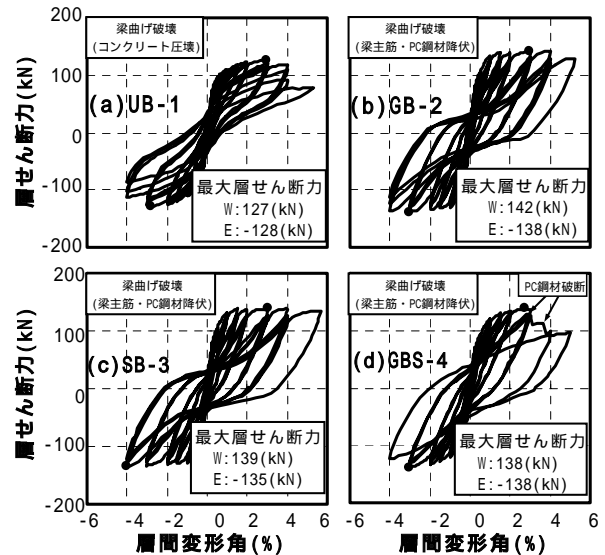 200
100
0
-100
-200
層せん断力(kN)
梁曲げ破壊
(コンクリート圧壊)
(a)UB-1
最大層せん断力
W:127(kN)
E:-128(kN)
梁曲げ破壊
(梁主筋・PC鋼材降伏)
(b)GB-2
最大層せん断力
W:142(kN)
E:-138(kN)
200
100
0
-100
-200
層せん断力(kN)
梁曲げ破壊
(梁主筋・PC鋼材降伏)
(c)SB-3
最大層せん断力
W:139(kN)
E:-135(kN)
梁曲げ破壊
(梁主筋・PC鋼材降伏)
PC鋼材破断
(d)GBS-4
最大層せん断力
W:138(kN)
E:-138(kN)
-6 -4 -2 0 2 4 6
-6 -4 -2 0 2 4 6
層間変形角(%)
層間変形角(%)